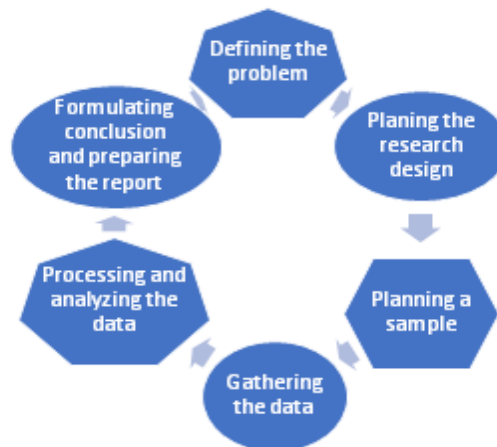 Defining the
problem
Planing the
research
design
Planning a
sample
Gathering
the data
Processing and
analyzing the
data
Formulating
conclusion
and preparing
the report